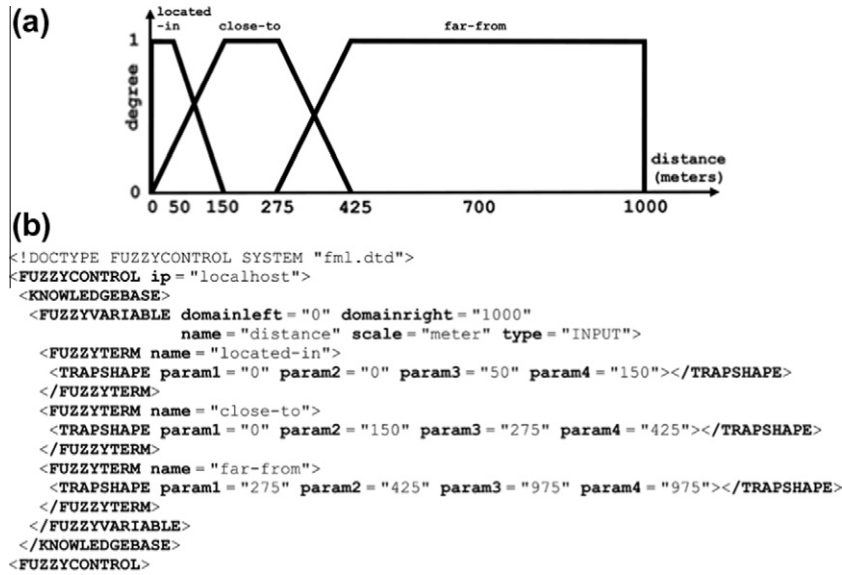 (a)
located
-in
close-to
far-from
1
degree
0
distance
(meters)
0 50 150 275 425 700 1000
(b)
<!DOCTYPE FUZZYCONTROL SYSTEM "fml.dtd">
<FUZZYCONTROL ip = "localhost">
<KNOWLEDGEBASE>
<FUZZYVARIABLE domainleft = "0" domainright = "1000"
name = "distance" scale = "meter" type = "INPUT">
<FUZZYTERM name = "located-in">
<TRAPSHAPE param1 = "0" param2 = "0" param3 = "50" param4 = "150"></TRAPSHAPE>
</FUZZYTERM>
<FUZZYTERM name = "close-to">
<TRAPSHAPE param1 = "0" param2 = "150" param3 = "275" param4 = "425"></TRAPSHAPE>
</FUZZYTERM>
<FUZZYTERM name = "far-from">
<TRAPSHAPE param1 = "275" param2 = "425" param3 = "975" param4 = "975"></TRAPSHAPE>
</FUZZYTERM>
</FUZZYVARIABLE>
</KNOWLEDGEBASE>
<FUZZYCONTROL>